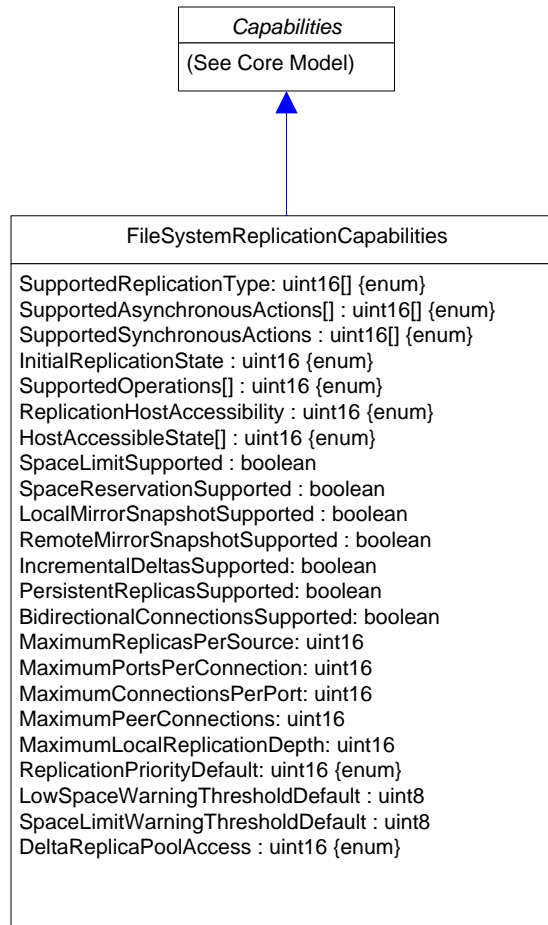 Capabilities
(See Core Model)
FileSystemReplicationCapabilities
SupportedReplicationType: uint16[] {enum}
SupportedAsynchronousActions[] : uint16[] {enum}
SupportedSynchronousActions : uint16[] {enum}
InitialReplicationState : uint16 {enum}
SupportedOperations[] : uint16 {enum}
ReplicationHostAccessibility : uint16 {enum}
HostAccessibleState[] : uint16 {enum}
SpaceLimitSupported : boolean
SpaceReservationSupported : boolean
LocalMirrorSnapshotSupported : boolean
RemoteMirrorSnapshotSupported : boolean
IncrementalDeltasSupported: boolean
PersistentReplicasSupported: boolean
BidirectionalConnectionsSupported: boolean
MaximumReplicasPerSource: uint16
MaximumPortsPerConnection: uint16
MaximumConnectionsPerPort: uint16
MaximumPeerConnections: uint16
MaximumLocalReplicationDepth: uint16
ReplicationPriorityDefault: uint16 {enum}
LowSpaceWarningThresholdDefault : uint8
SpaceLimitWarningThresholdDefault : uint8
DeltaReplicaPoolAccess : uint16 {enum}